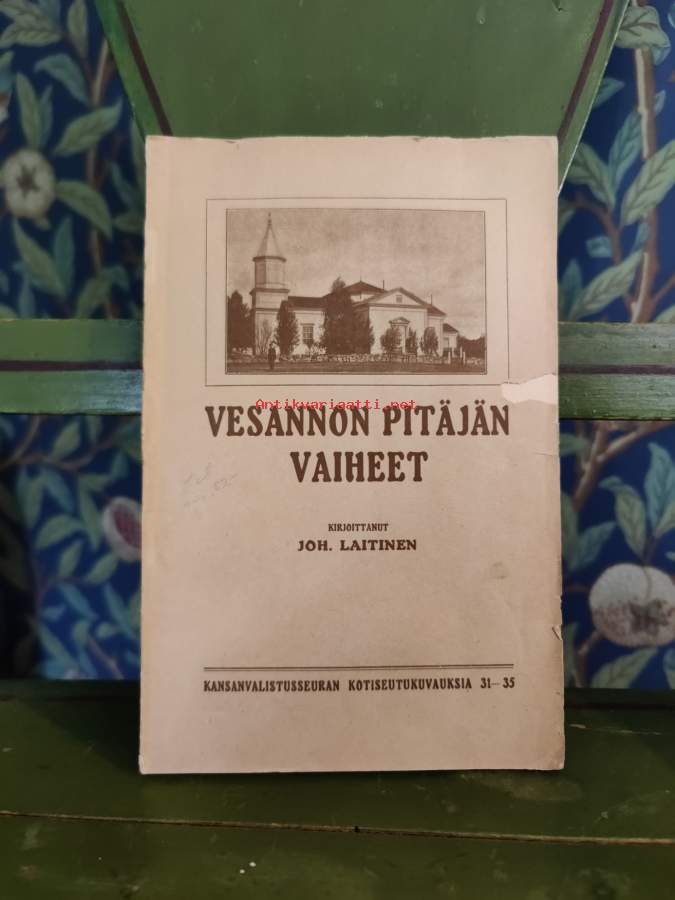 Antikvariaatti.net
VESANNON PITÄJÄN
VAIHEET
KIRJOITTANUT
JOH. LAITINEN
KANSANVALISTUSSEURAN KOTISEUTUKUVAUKSIA 31—35